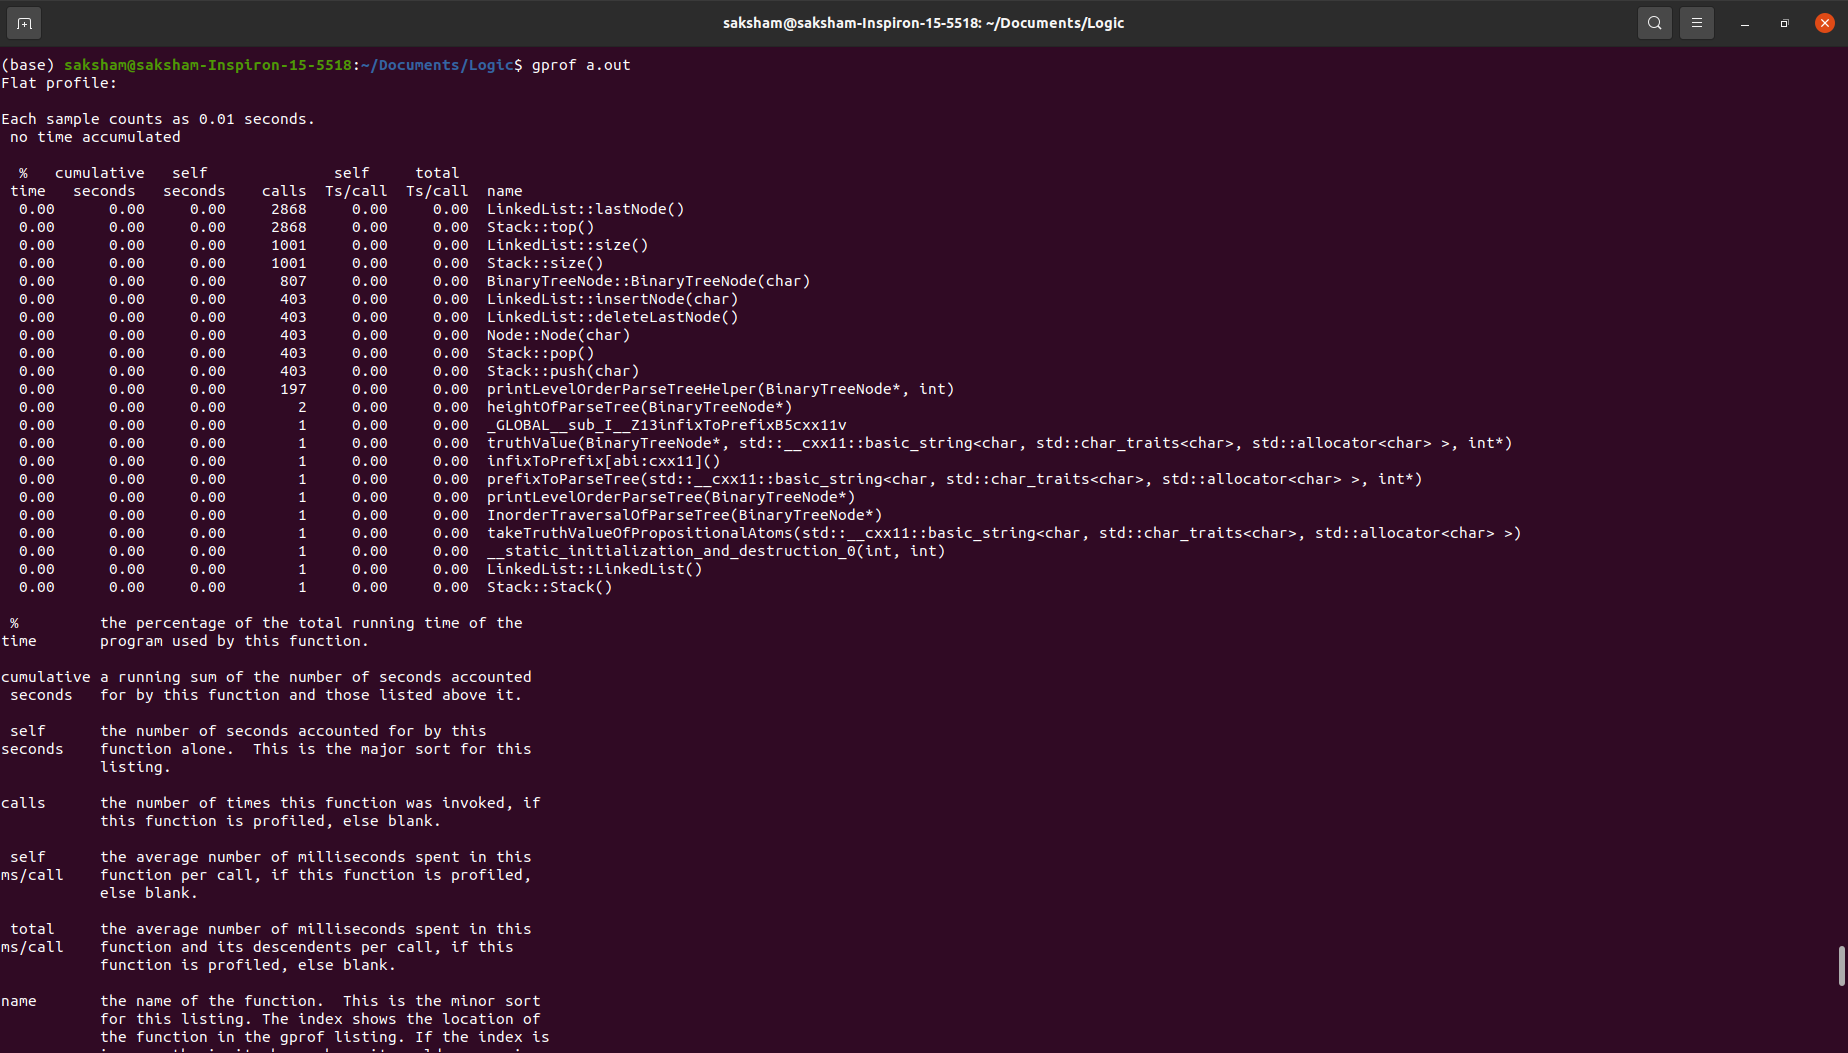 saksham@saksham-Inspiron-15-5518: ~/Documents/Logic
(base) saksham@saksham-Inspiron-15-5518:~/Documents/Logic$ gprof a.out
Flat profile:
Each sample counts as 0.01 seconds.
 no time accumulated
  %   cumulative   self              self     total
 time   seconds   seconds    calls  Ts/call  Ts/call  name
  0.00      0.00     0.00     2868     0.00     0.00  LinkedList::lastNode()
  0.00      0.00     0.00     2868     0.00     0.00  Stack::top()
  0.00      0.00     0.00     1001     0.00     0.00  LinkedList::size()
  0.00      0.00     0.00     1001     0.00     0.00  Stack::size()
  0.00      0.00     0.00      807     0.00     0.00  BinaryTreeNode::BinaryTreeNode(char)
  0.00      0.00     0.00      403     0.00     0.00  LinkedList::insertNode(char)
  0.00      0.00     0.00      403     0.00     0.00  LinkedList::deleteLastNode()
  0.00      0.00     0.00      403     0.00     0.00  Node::Node(char)
  0.00      0.00     0.00      403     0.00     0.00  Stack::pop()
  0.00      0.00     0.00      403     0.00     0.00  Stack::push(char)
  0.00      0.00     0.00      197     0.00     0.00  printLevelOrderParseTreeHelper(BinaryTreeNode*, int)
  0.00      0.00     0.00        2     0.00     0.00  heightOfParseTree(BinaryTreeNode*)
  0.00      0.00     0.00        1     0.00     0.00  _GLOBAL__sub_I__Z13infixToPrefixB5cxx11v
  0.00      0.00     0.00        1     0.00     0.00  truthValue(BinaryTreeNode*, std::__cxx11::basic_string<char, std::char_traits<char>, std::allocator<char> >, int*)
  0.00      0.00     0.00        1     0.00     0.00  infixToPrefix[abi:cxx11]()
  0.00      0.00     0.00        1     0.00     0.00  prefixToParseTree(std::__cxx11::basic_string<char, std::char_traits<char>, std::allocator<char> >, int*)
  0.00      0.00     0.00        1     0.00     0.00  printLevelOrderParseTree(BinaryTreeNode*)
  0.00      0.00     0.00        1     0.00     0.00  InorderTraversalOfParseTree(BinaryTreeNode*)
  0.00      0.00     0.00        1     0.00     0.00  takeTruthValueOfPropositionalAtoms(std::__cxx11::basic_string<char, std::char_traits<char>, std::allocator<char> >)
  0.00      0.00     0.00        1     0.00     0.00  __static_initialization_and_destruction_0(int, int)
  0.00      0.00     0.00        1     0.00     0.00  LinkedList::LinkedList()
  0.00      0.00     0.00        1     0.00     0.00  Stack::Stack()
 %         the percentage of the total running time of the
time       program used by this function.
cumulative a running sum of the number of seconds accounted
 seconds   for by this function and those listed above it.
 self      the number of seconds accounted for by this
seconds    function alone.  This is the major sort for this
           listing.
calls      the number of times this function was invoked, if
           this function is profiled, else blank.
 self      the average number of milliseconds spent in this
ms/call    function per call, if this function is profiled,
           else blank.
 total     the average number of milliseconds spent in this
ms/call    function and its descendents per call, if this
           function is profiled, else blank.
name       the name of the function.  This is the minor sort
           for this listing. The index shows the location of
           the function in the gprof listing. If the index is